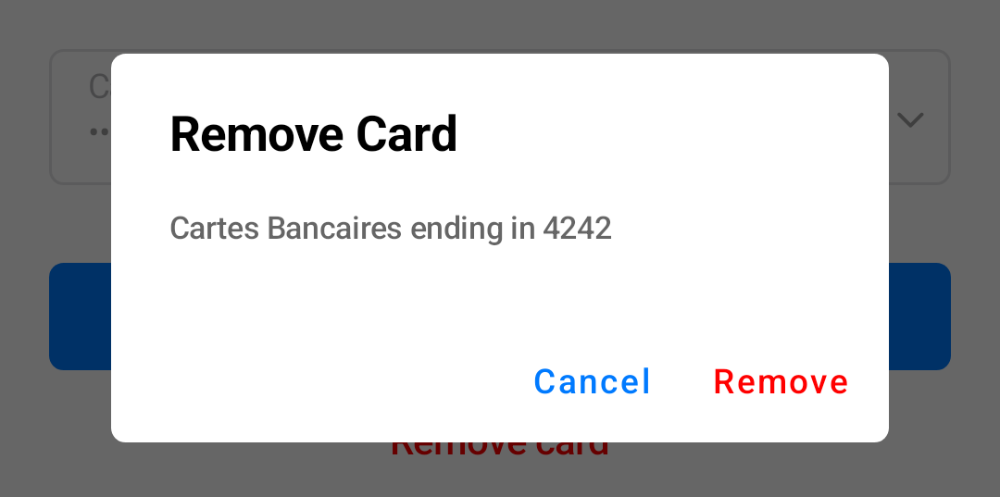 C
••
Remove Card
Cartes Bancaires ending in 4242
Cancel Remove
Remove card